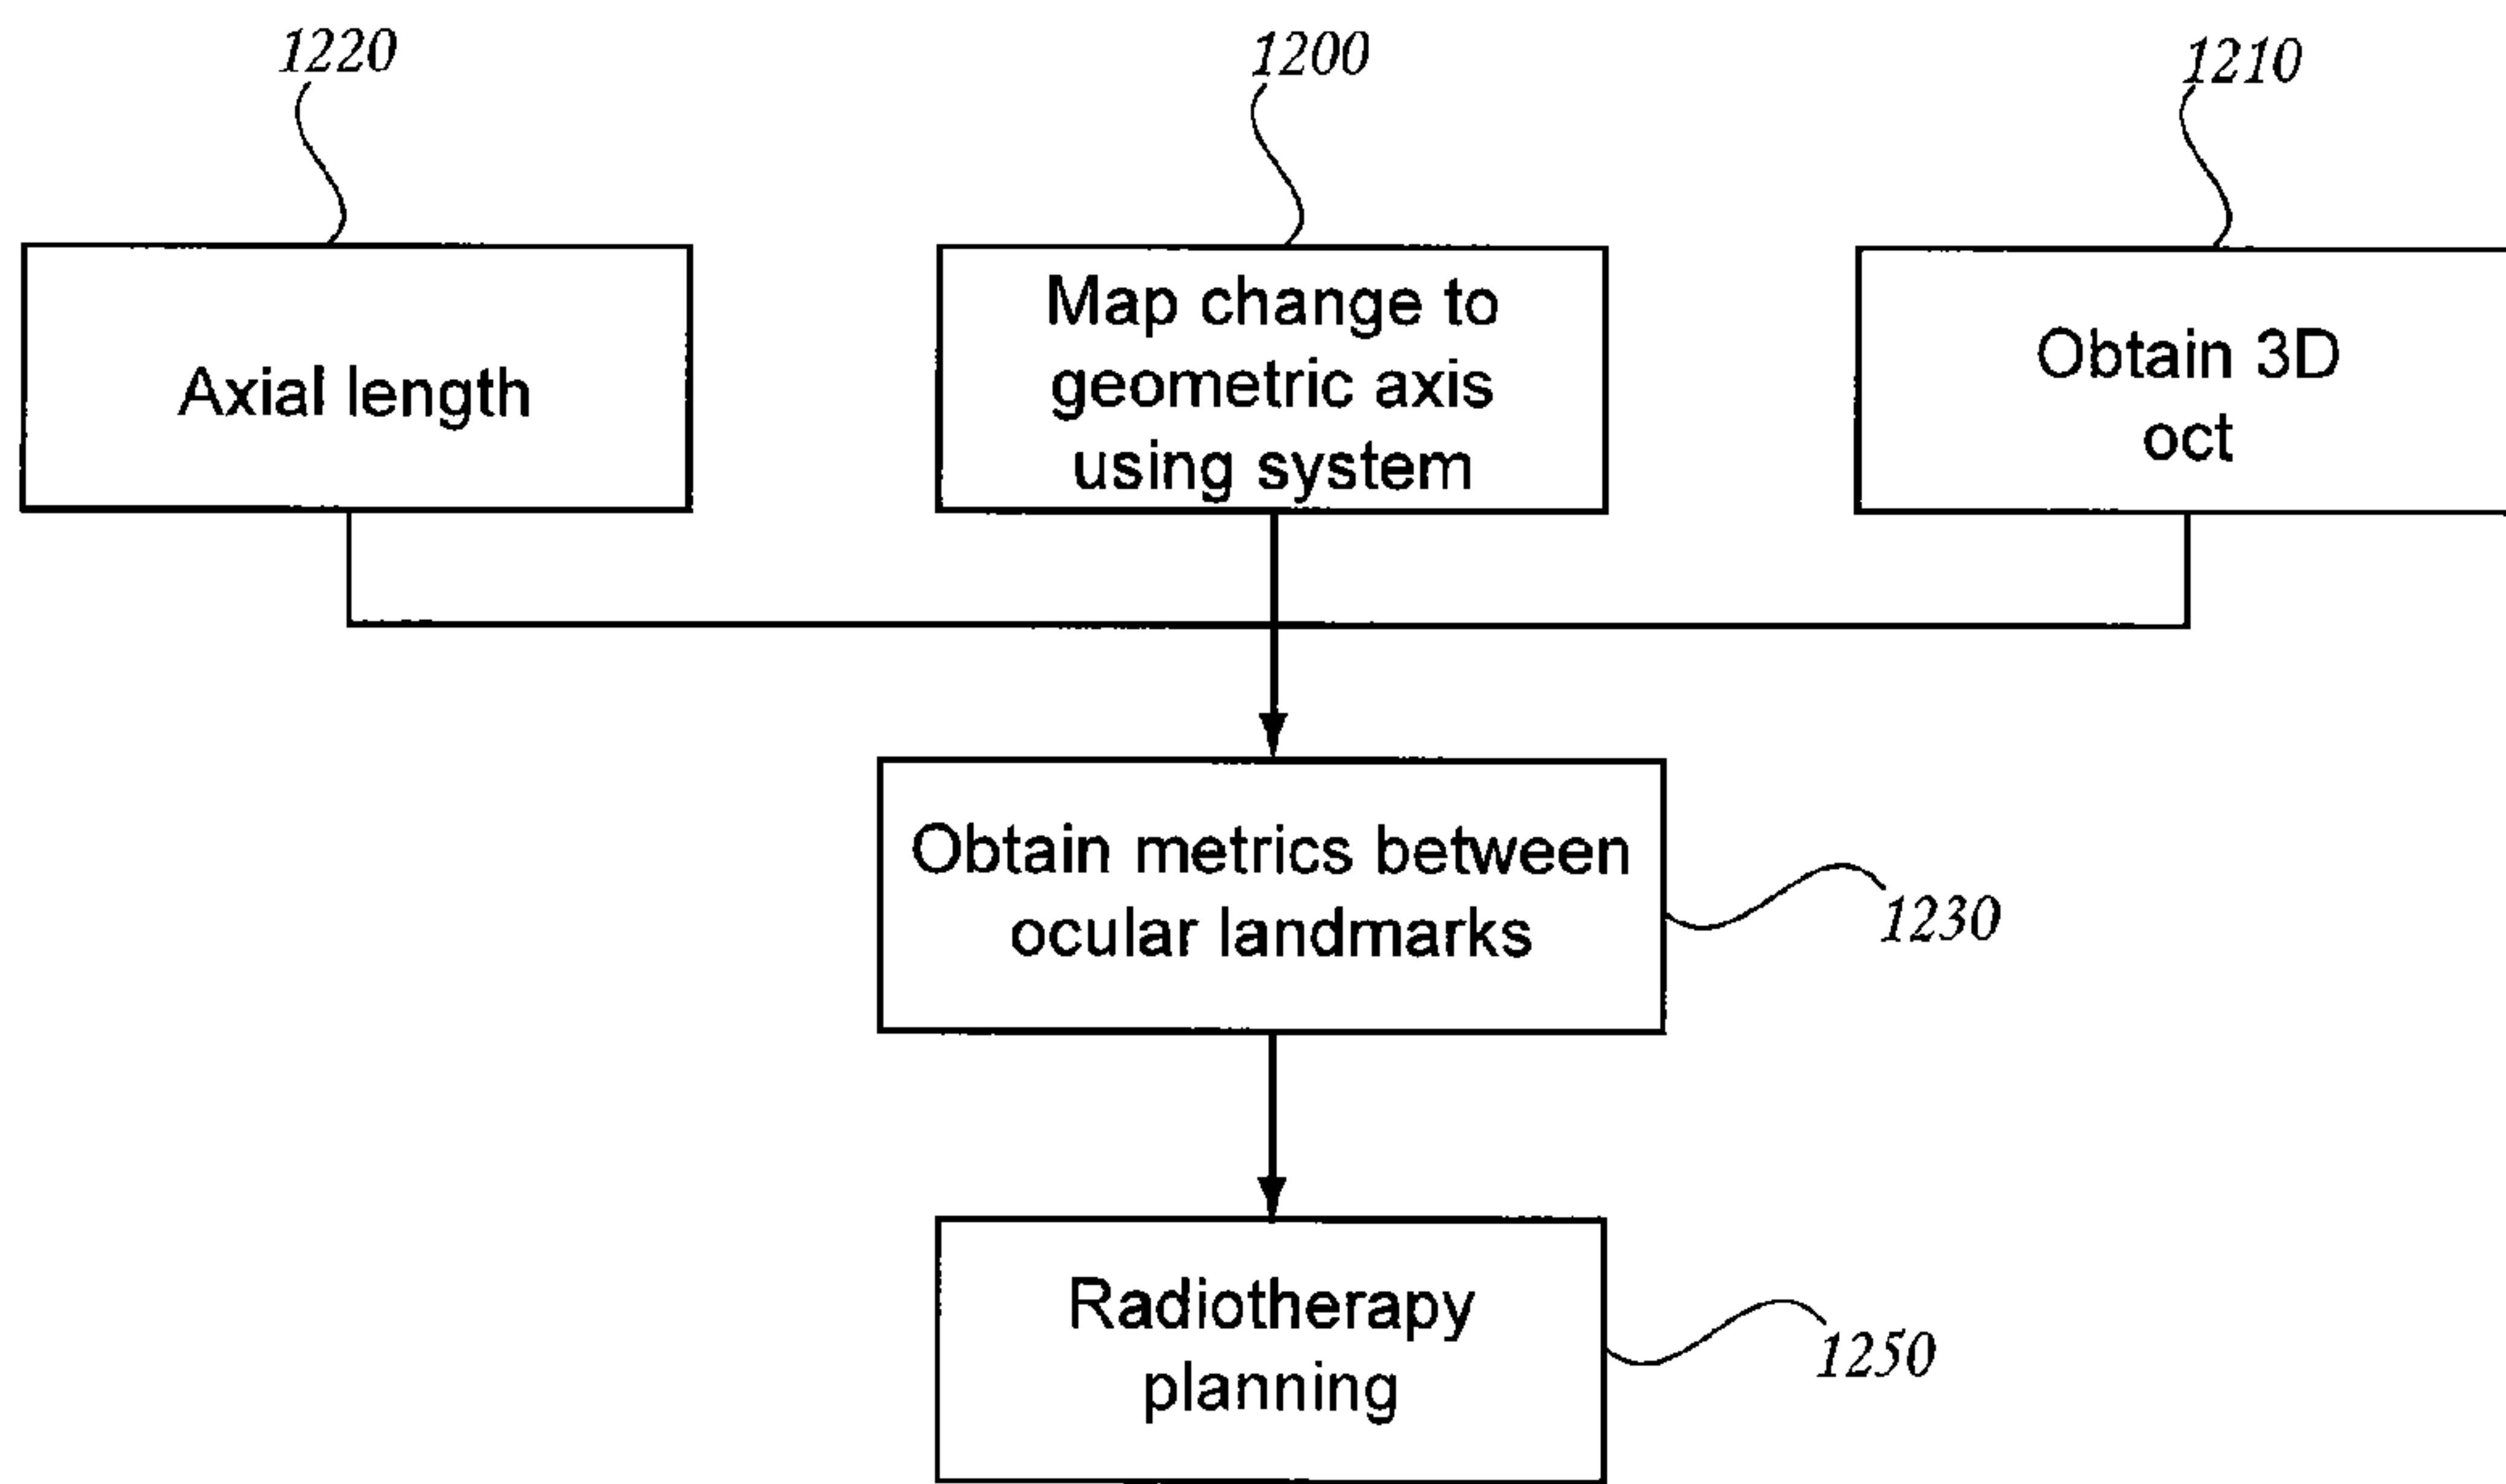 1220
1200
1210
Axial length
Map change to
geometric axis
using system
Obtain 3D
oct
Obtain metrics between
ocular landmarks
1230
Radiotherapy
planning
1250